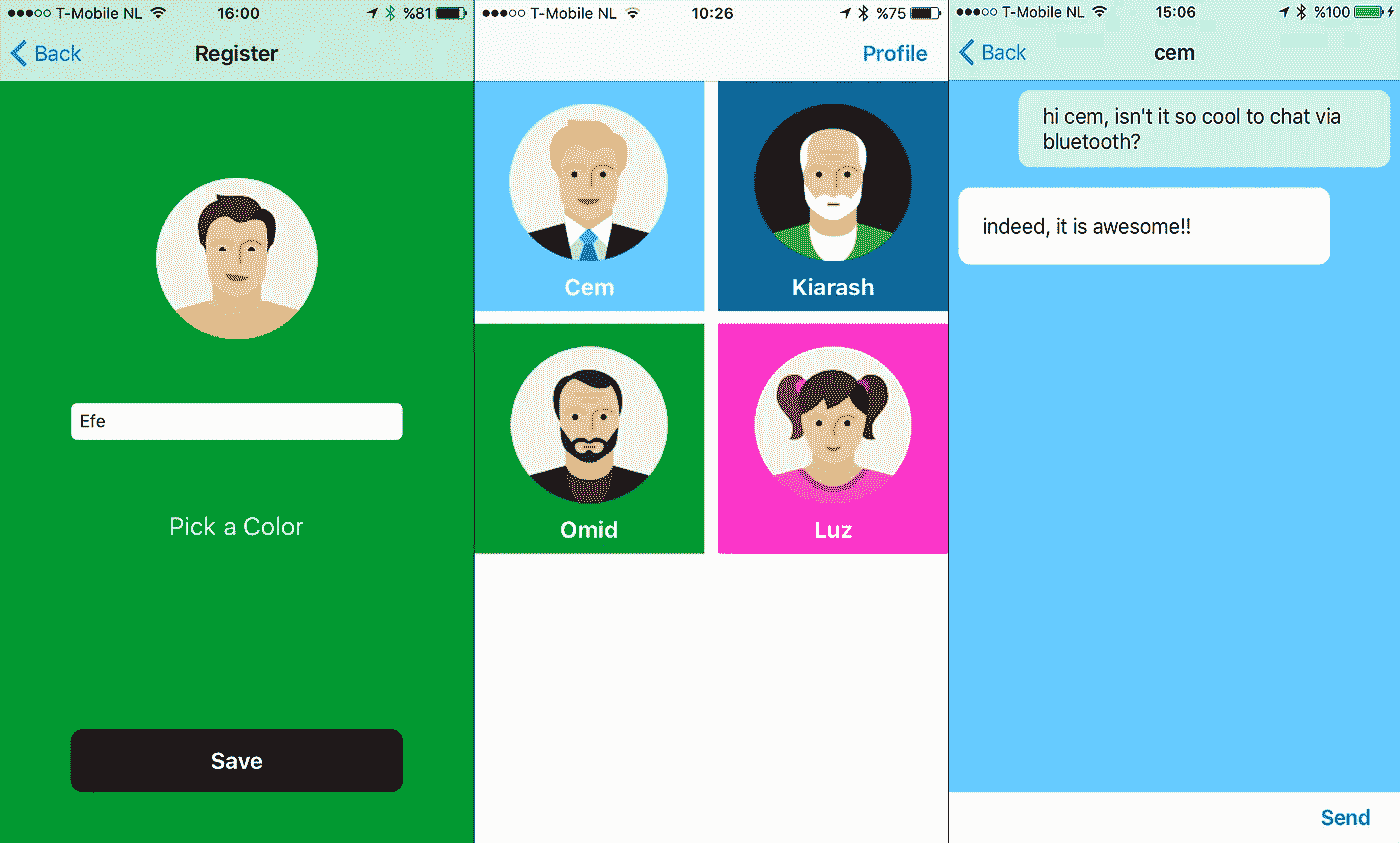 T-Mobile NL 16:00 %81
Back Register
Efe
Pick a Color
Save
T-Mobile NL 10:26 %75
Profile
Cem
Kiarash
Omid
Luz
T-Mobile NL 15:06 %100
Back cem
hi cem, isn't it so cool to chat via
bluetooth?
indeed, it is awesome!!
Send